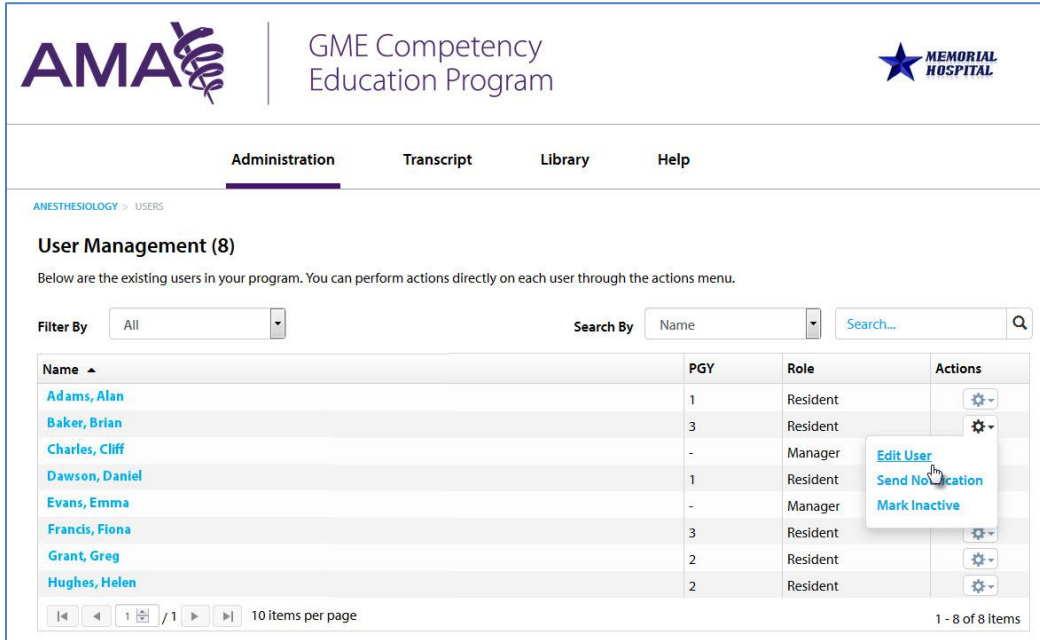 AMA
GME Competency
Education Program
MEMORIAL
HOSPITAL
Administration Transcript Library Help
ANESTHESIOLOGY > USERS
User Management (8)
Below are the existing users in your program. You can perform actions directly on each user through the actions menu.
Filter By All Search By Name Search...
Name PGY Role Actions
Adams, Alan 1 Resident
Baker, Brian 3 Resident
Charles, Cliff - Manager
Edit User
Dawson, Daniel 1 Resident
Send Notification
Evans, Emma - Manager
Mark Inactive
Francis, Fiona 3 Resident
Grant, Greg 2 Resident
Hughes, Helen 2 Resident
1 / 1 10 items per page 1 - 8 of 8 items